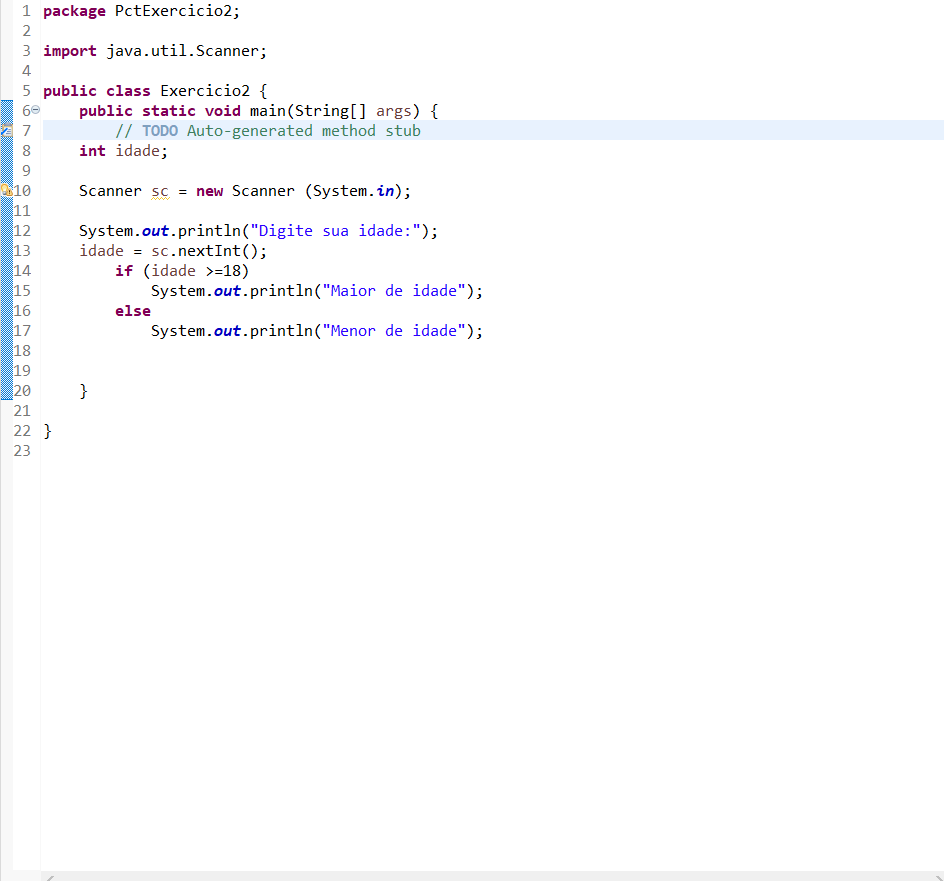 1 package PctExercicio2;
2
3 import java.util.Scanner;
4
5 public class Exercicio2 {
6 public static void main(String[] args) {
7 // TODO Auto-generated method stub
8 int idade;
9
10 Scanner sc = new Scanner (System.in);
11
12 System.out.println("Digite sua idade:");
13 idade = sc.nextInt();
14 if (idade >=18)
15 System.out.println("Maior de idade");
16 else
17 System.out.println("Menor de idade");
18
19
20 }
21
22 }
23